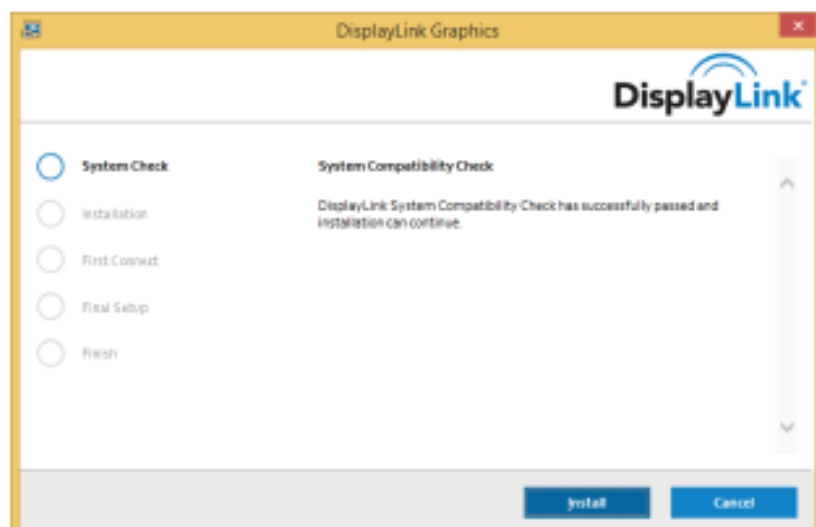 DisplayLink Graphics
DisplayLink
System Check
Installation
First Connect
Final Setup
Finish
System Compatibility Check
DisplayLink System Compatibility Check has successfully passed and
installation can continue.
Install
Cancel